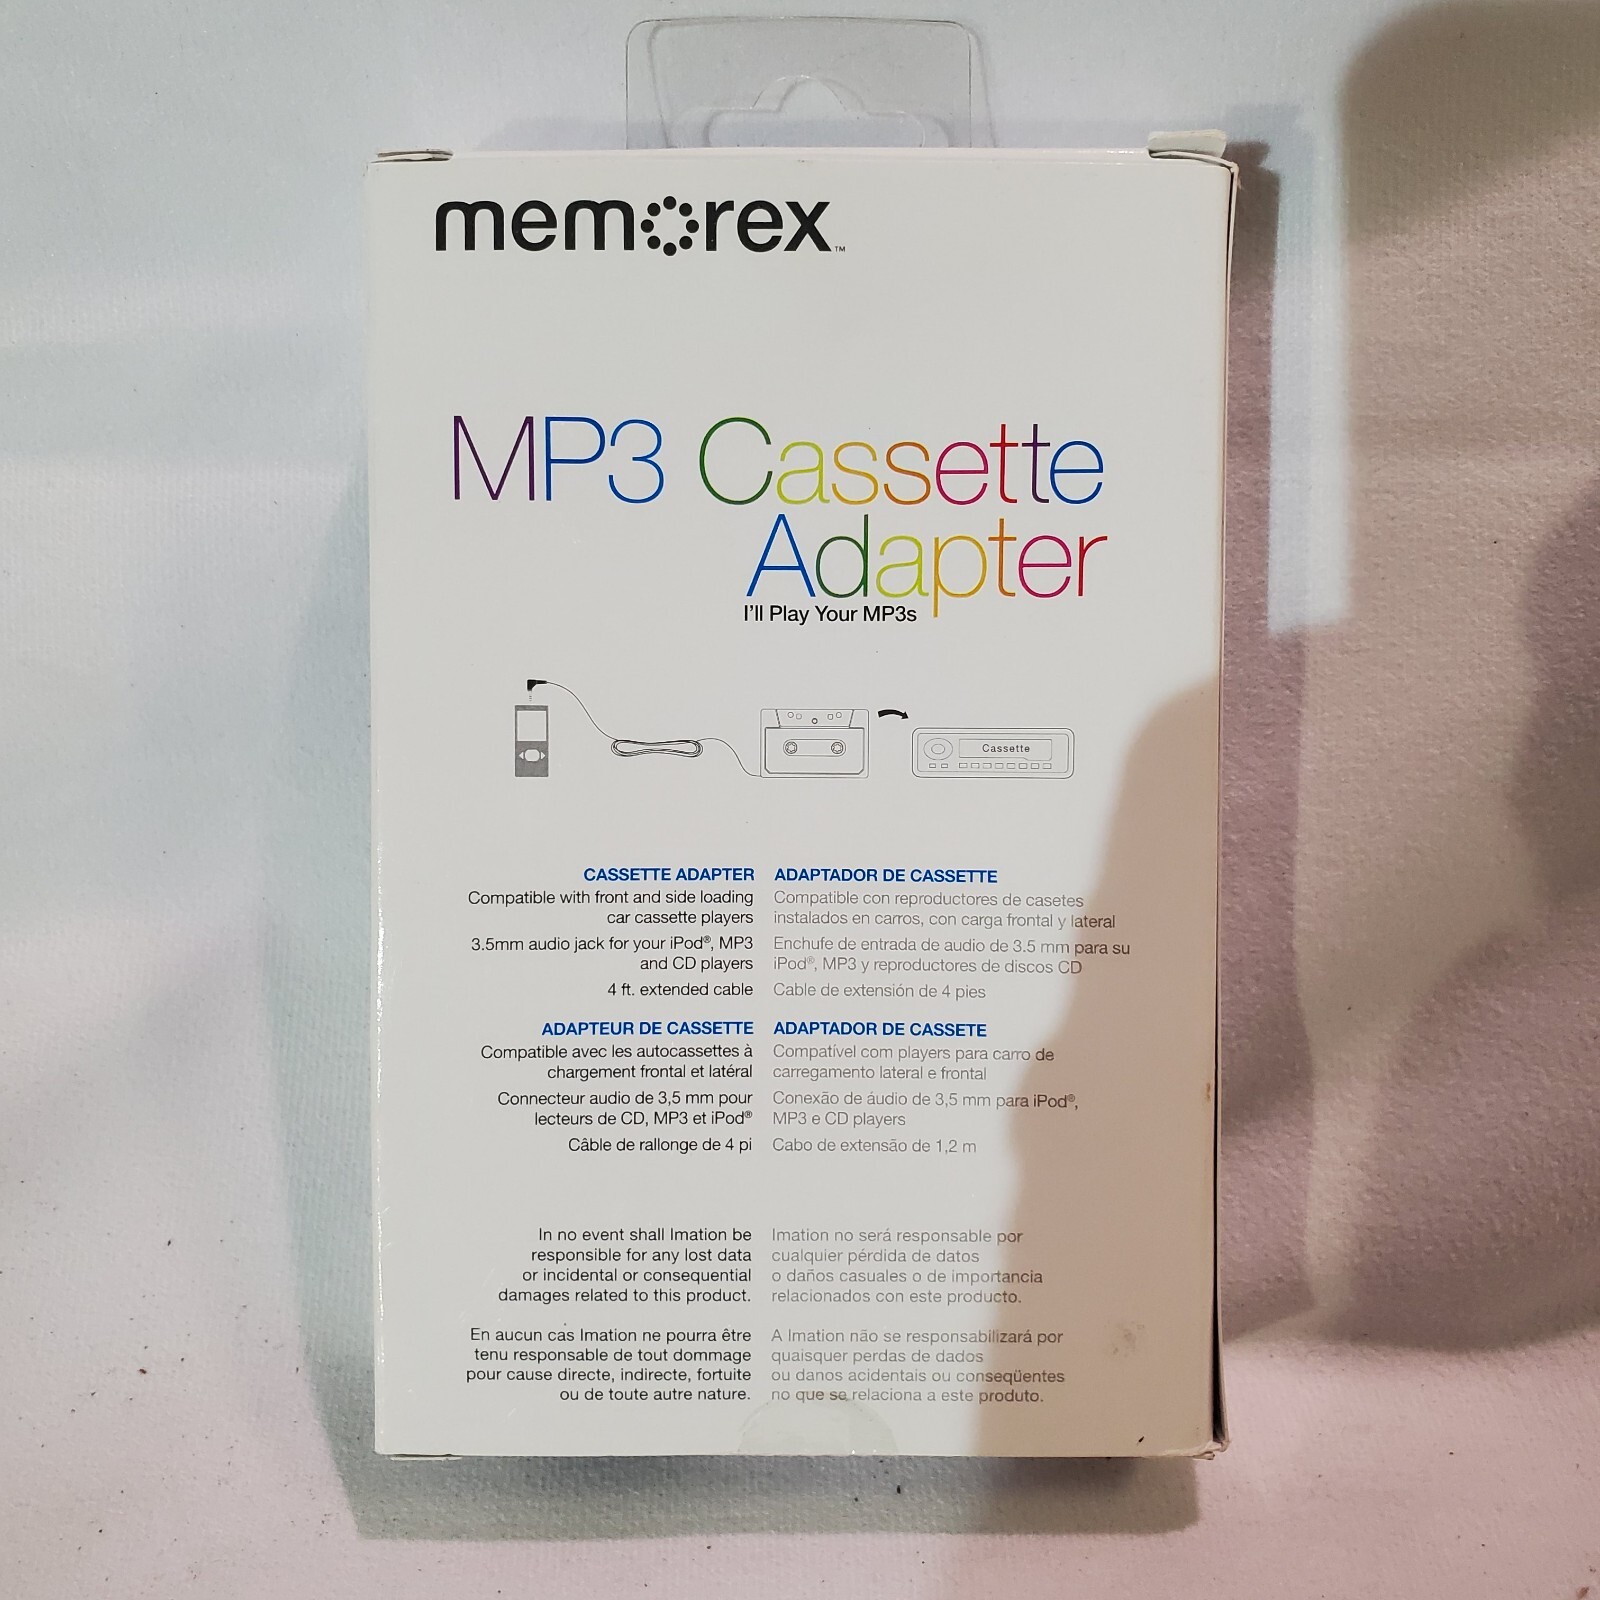 memorex™
MP3 Cassette
Adapter
I'll Play Your MP3s
Cassette
CASSETTE ADAPTER
Compatible with front and side loading
car cassette players
3.5mm audio jack for your iPod®, MP3
and CD players
4 ft. extended cable
ADAPTADOR DE CASSETTE
Compatible con reproductores de casetes
instalados en carros, con carga frontal y lateral
Enchufe de entrada de audio de 3.5 mm para su
iPod®, MP3 y reproductores de discos CD
Cable de extensión de 4 pies
ADAPTEUR DE CASSETTE
Compatible avec les autocassettes à
chargement frontal et latéral
Connecteur audio de 3,5 mm pour
lecteurs de CD, MP3 et iPod®
Câble de rallonge de 4 pi
ADAPTADOR DE CASSETE
Compatível com players para carro de
carregamento lateral e frontal
Conexão de áudio de 3,5 mm para iPod®,
MP3 e CD players
Cabo de extensão de 1,2 m
In no event shall Imation be
responsible for any lost data
or incidental or consequential
damages related to this product.
Imation no será responsable por
cualquier pérdida de datos
o daños casuales o de importancia
relacionados con este producto.
En aucun cas Imation ne pourra être
tenu responsable de tout dommage
pour cause directe, indirecte, fortuite
ou de toute autre nature.
A Imation não se responsabilizará por
quaisquer perdas de dados
ou danos acidentais ou conseqüentes
no que se relaciona a este produto.